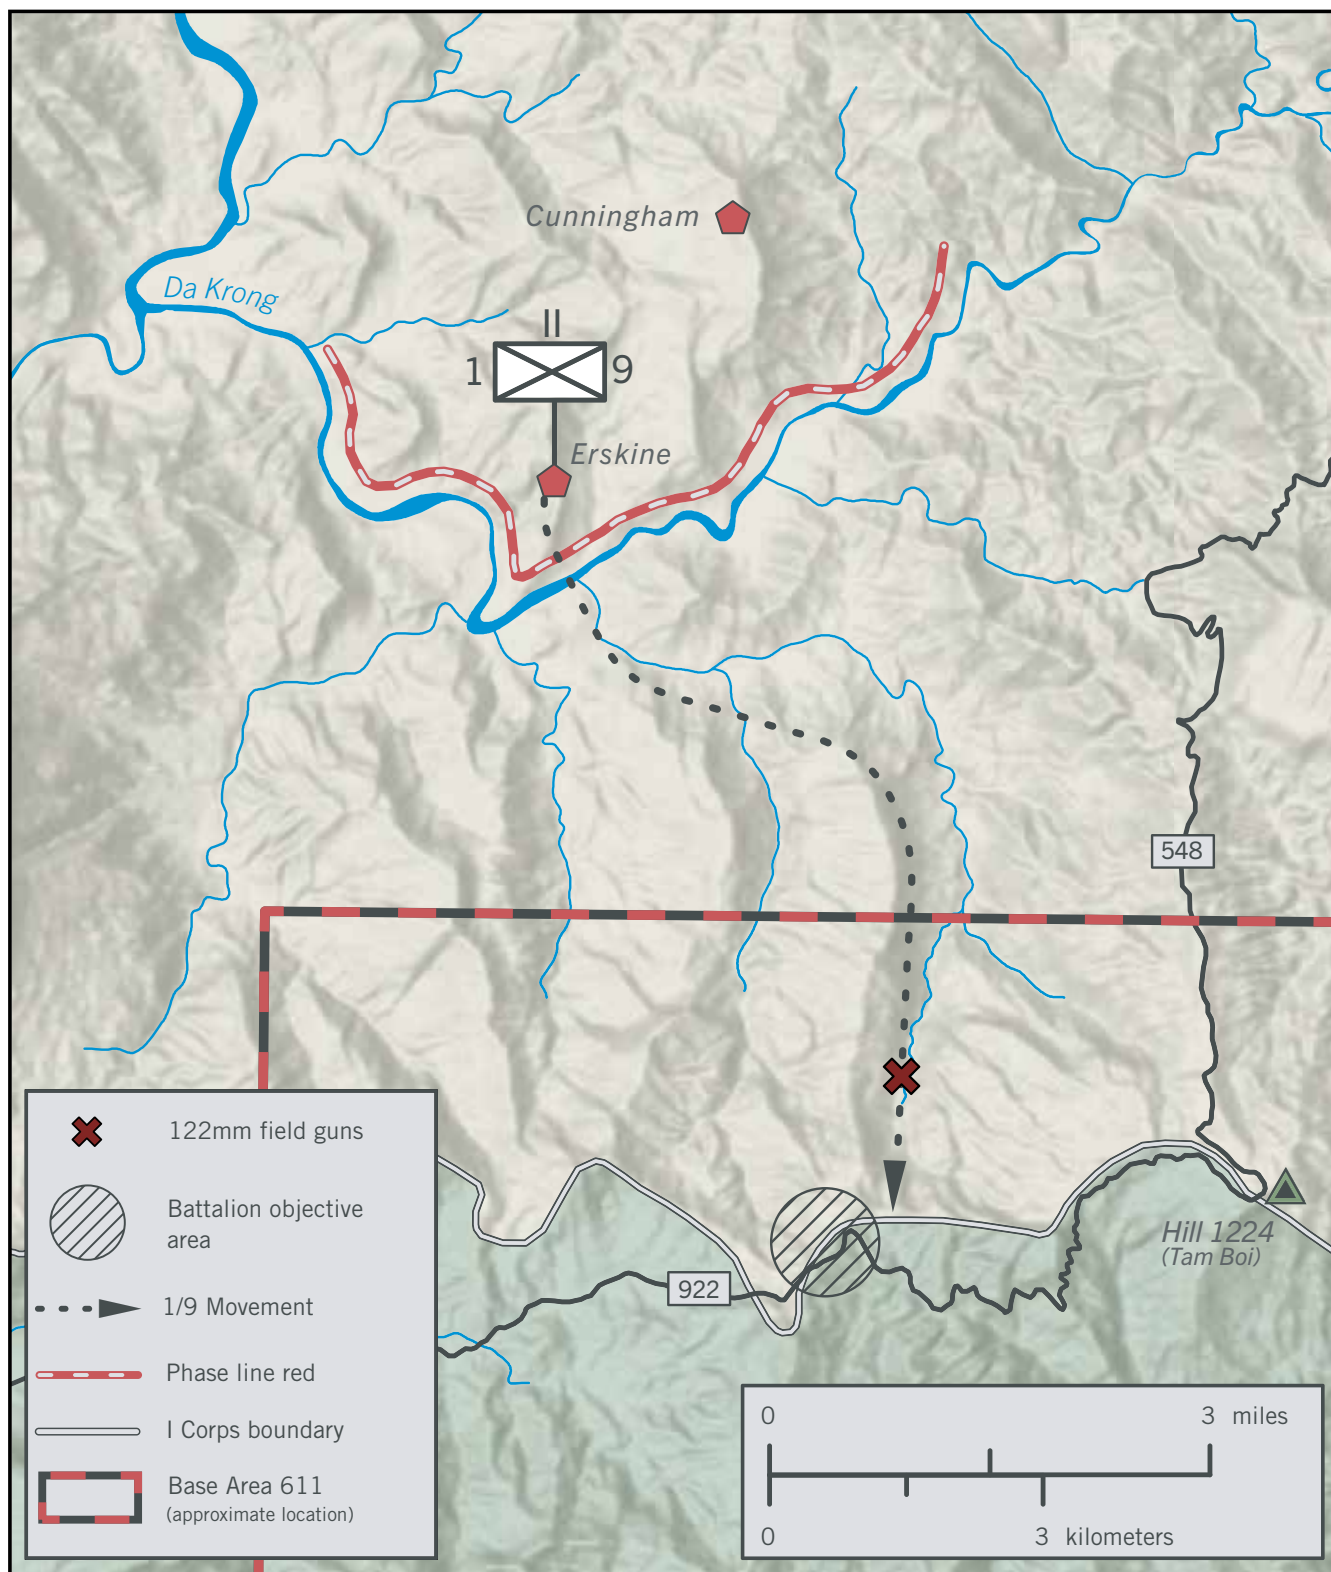 Cunningham
Da Krong
II
1
9
Erskine
548
922
Hill 1224
(Tam Boi)
122mm field guns
Battalion objective
area
1/9 Movement
Phase line red
I Corps boundary
Base Area 611
(approximate location)
0
3 miles
0
3 kilometers